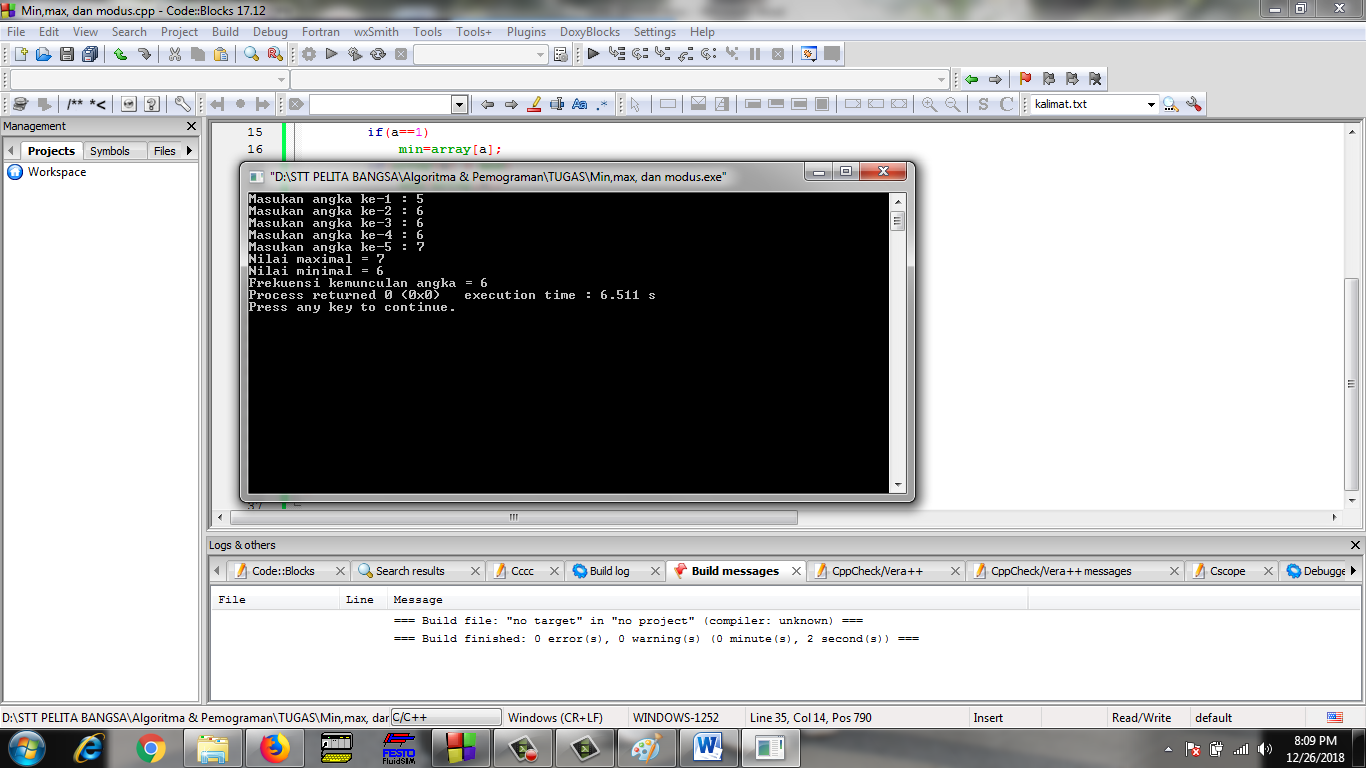 Min,max, dan modus.cpp - Code::Blocks 17.12
File Edit View Search Project Build Debug Fortran wxSmith Tools Tools+ Plugins DoxyBlocks Settings Help
/** *<
Aa .*
S C kalimat.txt
Management
Projects Symbols Files
Workspace
15 if(a==1)
16 min=array[a];
"D:\STT PELITA BANGSA\Algoritma & Pemograman\TUGAS\Min,max, dan modus.exe"
Masukan angka ke-1 : 5
Masukan angka ke-2 : 6
Masukan angka ke-3 : 6
Masukan angka ke-4 : 6
Masukan angka ke-5 : 7
Nilai maximal = 7
Nilai minimal = 6
Frekuensi kemunculan angka = 6
Process returned 0 (0x0) execution time : 6.511 s
Press any key to continue.
37
Logs & others
Code::Blocks Search results Cccc Build log Build messages CppCheck/Vera++ CppCheck/Vera++ messages Cscope Debugge
File Line Message
=== Build file: "no target" in "no project" (compiler: unknown) ===
=== Build finished: 0 error(s), 0 warning(s) (0 minute(s), 2 second(s)) ===
D:\STT PELITA BANGSA\Algoritma & Pemograman\TUGAS\Min,max, dar C/C++ Windows (CR+LF) WINDOWS-1252 Line 35, Col 14, Pos 790 Insert Read/Write default
FESTO
FluidSIM
8:09 PM
12/26/2018